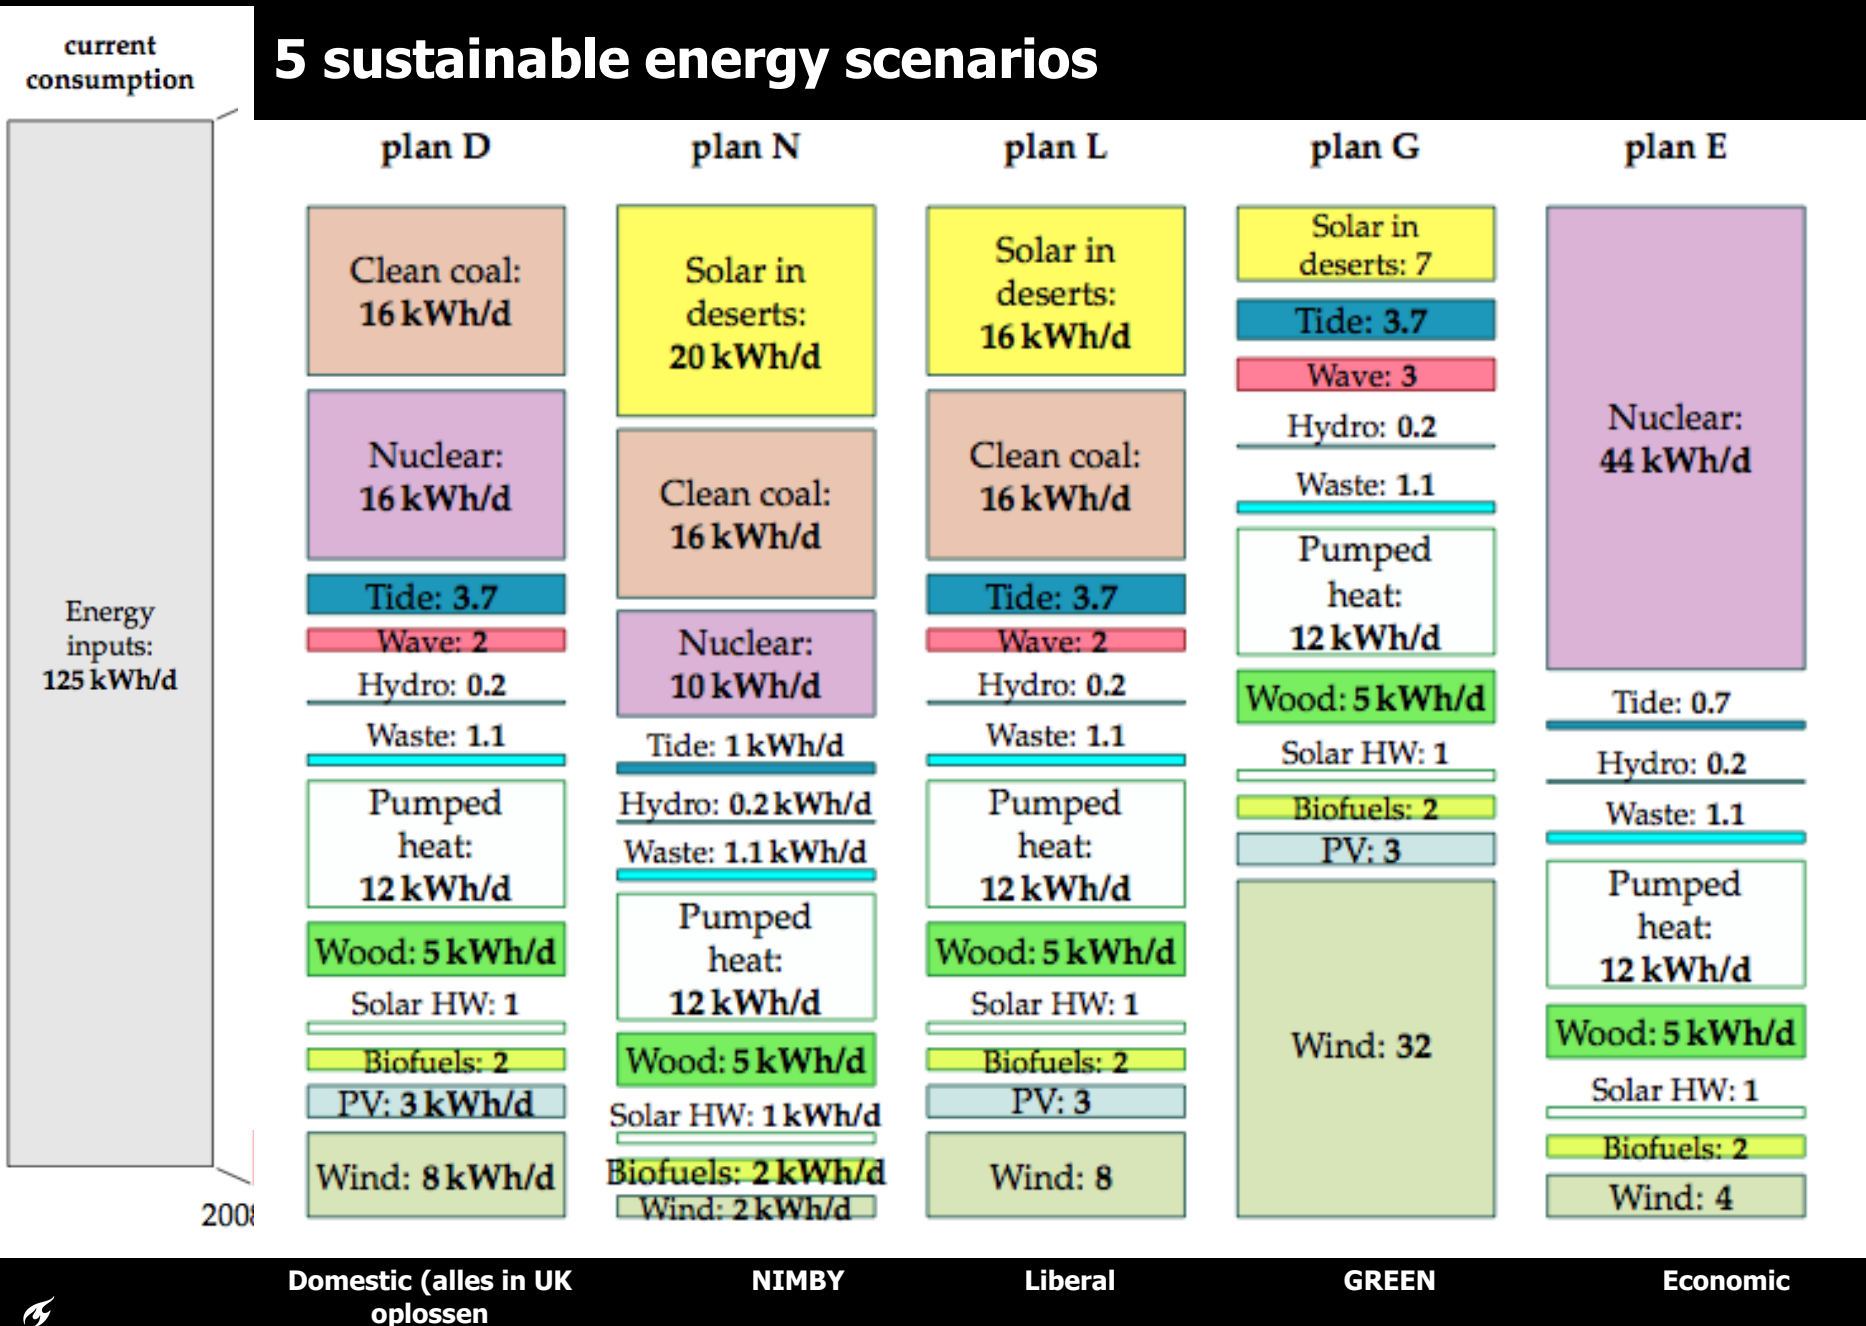 current
consumption
5 sustainable energy scenarios
Energy
inputs:
125 kWh/d
2008
plan D
Clean coal:
16 kWh/d
Nuclear:
16 kWh/d
Tide: 3.7
Wave: 2
Hydro: 0.2
Waste: 1.1
Pumped
heat:
12 kWh/d
Wood: 5 kWh/d
Solar HW: 1
Biofuels: 2
PV: 3 kWh/d
Wind: 8 kWh/d
Domestic (alles in UK
oplossen
plan N
Solar in
deserts:
20 kWh/d
Clean coal:
16 kWh/d
Nuclear:
10 kWh/d
Tide: 1 kWh/d
Hydro: 0.2 kWh/d
Waste: 1.1 kWh/d
Pumped
heat:
12 kWh/d
Wood: 5 kWh/d
Solar HW: 1 kWh/d
Biofuels: 2 kWh/d
Wind: 2 kWh/d
NIMBY
plan L
Solar in
deserts:
16 kWh/d
Clean coal:
16 kWh/d
Tide: 3.7
Wave: 2
Hydro: 0.2
Waste: 1.1
Pumped
heat:
12 kWh/d
Wood: 5 kWh/d
Solar HW: 1
Biofuels: 2
PV: 3
Wind: 8
Liberal
plan G
Solar in
deserts: 7
Tide: 3.7
Wave: 3
Hydro: 0.2
Waste: 1.1
Pumped
heat:
12 kWh/d
Wood: 5 kWh/d
Solar HW: 1
Biofuels: 2
PV: 3
Wind: 32
GREEN
plan E
Nuclear:
44 kWh/d
Tide: 0.7
Hydro: 0.2
Waste: 1.1
Pumped
heat:
12 kWh/d
Wood: 5 kWh/d
Solar HW: 1
Biofuels: 2
Wind: 4
Economic